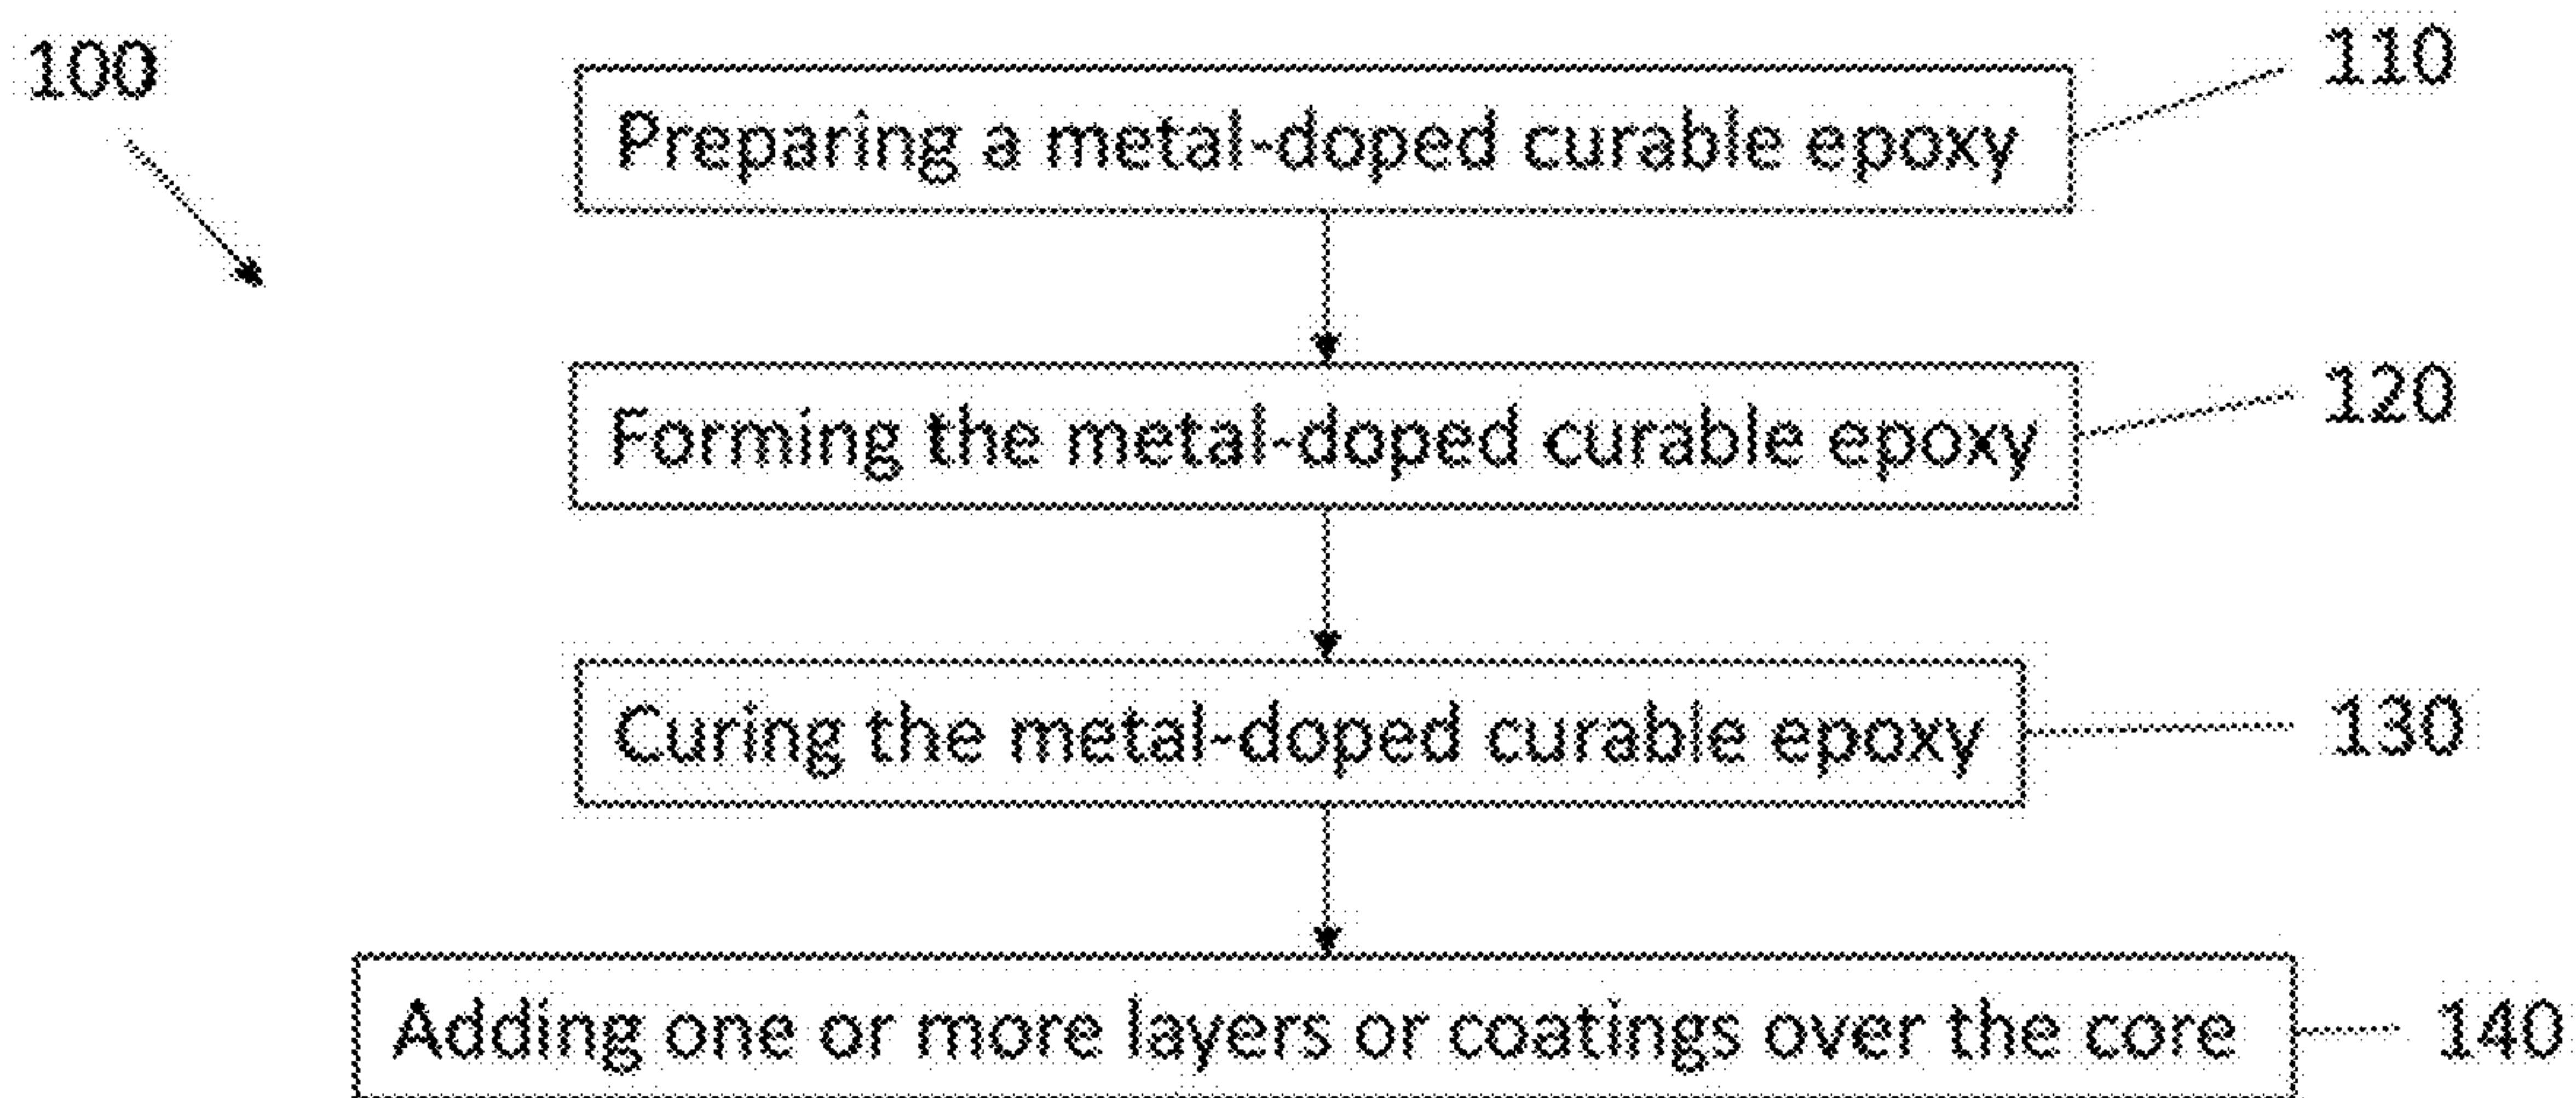 100
110
Preparing a metal-doped curable epoxy
120
Forming the metal-doped curable epoxy
130
Curing the metal-doped curable epoxy
Adding one or more layers or coatings over the core
140